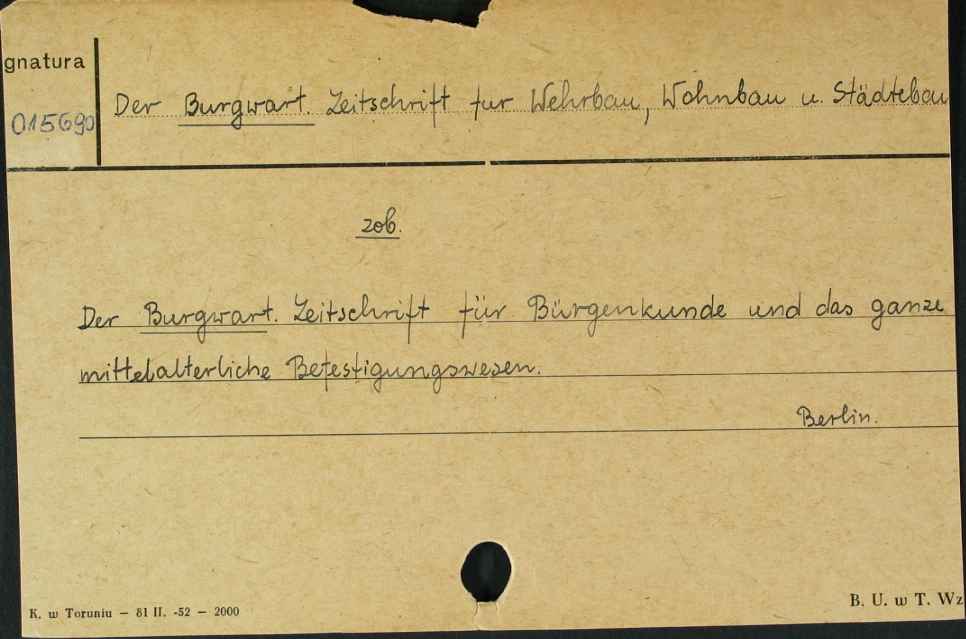 gnatura
015690
Der Burgwart. Zeitschrift fur Wehrbau, Wohnbau u. Städtebau
zob.
Der Burgwart. Zeitschrift für Bürgenkunde und das ganze
mittelalterliche Befestigungswesen.
Berlin.
K. w Toruniu — 81 II. -52 — 2000
B. U. w T. Wz